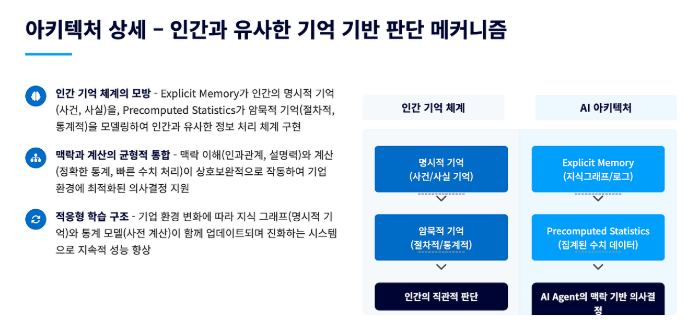 아키텍처 상세 – 인간과 유사한 기억 기반 판단 메커니즘
인간 기억 체계의 모방 - Explicit Memory가 인간의 명시적 기억
(사건, 사실)을, Precomputed Statistics가 암묵적 기억(절차적,
통계적)을 모델링하여 인간과 유사한 정보 처리 체계 구현
맥락과 계산의 균형적 통합 - 맥락 이해(인과관계, 설명력)와 계산
(정확한 통계, 빠른 수치 처리)이 상호보완적으로 작동하여 기업
환경에 최적화된 의사결정 지원
적응형 학습 구조 - 기업 환경 변화에 따라 지식 그래프(명시적 기
억)와 통계 모델(사전 계산)이 함께 업데이트되며 진화하는 시스템
으로 지속적 성능 향상
인간 기억 체계
AI 아키텍처
명시적 기억
(사건/사실 기억)
Explicit Memory
(지식그래프/로그)
암묵적 기억
(절차적/통계적)
Precomputed Statistics
(집계된 수치 데이터)
인간의 직관적 판단
AI Agent의 맥락 기반 의사결
정